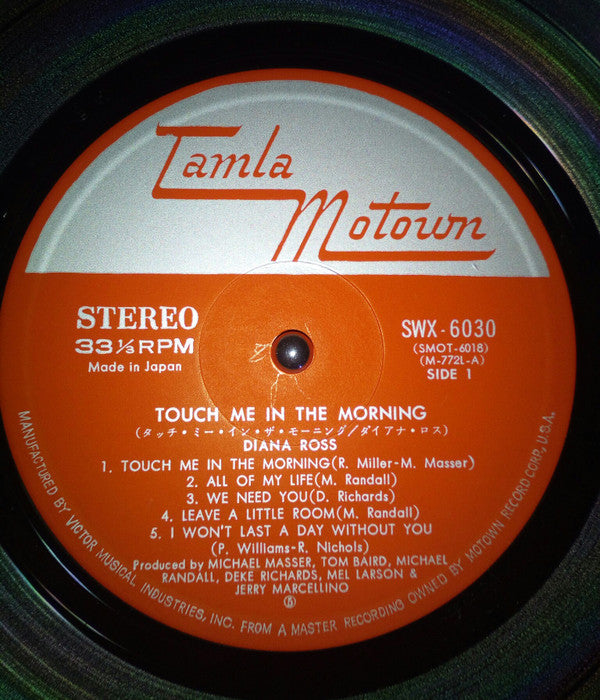 Tamla
Motown
STEREO
33⅓RPM
Made in Japan
SWX-6030
(SMOT-6018)
(M-772L-A)
SIDE 1
TOUCH ME IN THE MORNING
(タッチ・ミー・イン・ザ・モーニング/ダイアナ・ロス)
DIANA ROSS
1. TOUCH ME IN THE MORNING(R. Miller-M. Masser)
2. ALL OF MY LIFE(M. Randall)
3. WE NEED YOU(D. Richards)
4. LEAVE A LITTLE ROOM(M. Randall)
5. I WON'T LAST A DAY WITHOUT YOU
(P. Williams-R. Nichols)
Produced by MICHAEL MASSER, TOM BAIRD, MICHAEL
RANDALL, DEKE RICHARDS, MEL LARSON &
JERRY MARCELLINO
MANUFACTURED BY VICTOR MUSICAL INDUSTRIES, INC. FROM A MASTER RECORDING OWNED BY MOTOWN RECORD CORP., U.S.A.